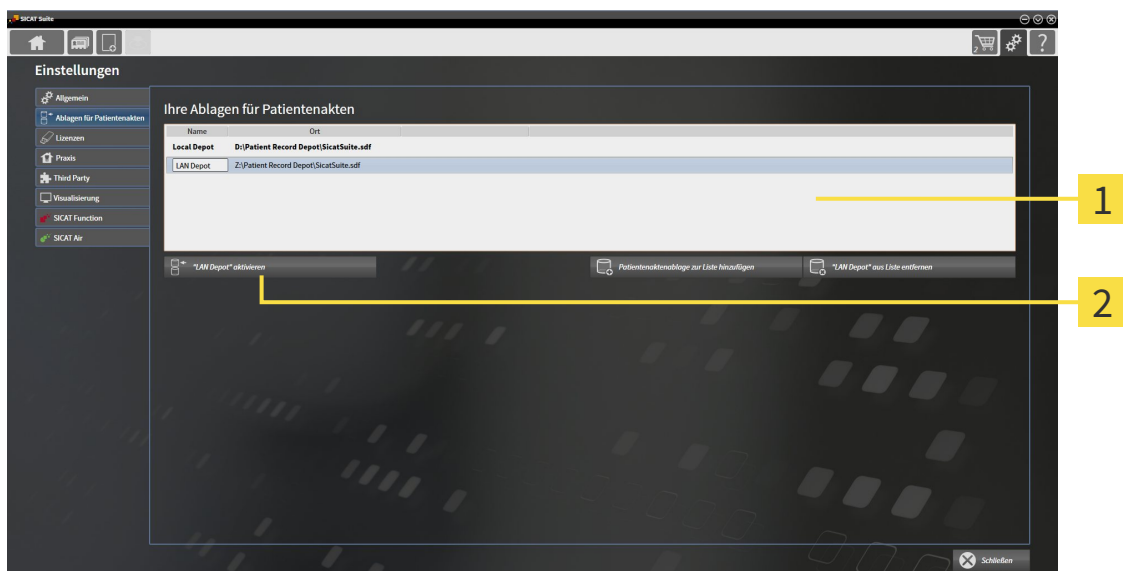 SICAT Suite
2
?
Einstellungen
Allgemein
Ablagen für Patientenakten
Lizenzen
Praxis
Third Party
Visualisierung
SICAT Function
SICAT Air
Ihre Ablagen für Patientenakten
Name Ort
Local Depot D:\Patient Record Depot\SicatSuite.sdf
LAN Depot Z:\Patient Record Depot\SicatSuite.sdf
1
"LAN Depot" aktivieren Patientenaktenablage zur Liste hinzufügen "LAN Depot" aus Liste entfernen
2
Schließen